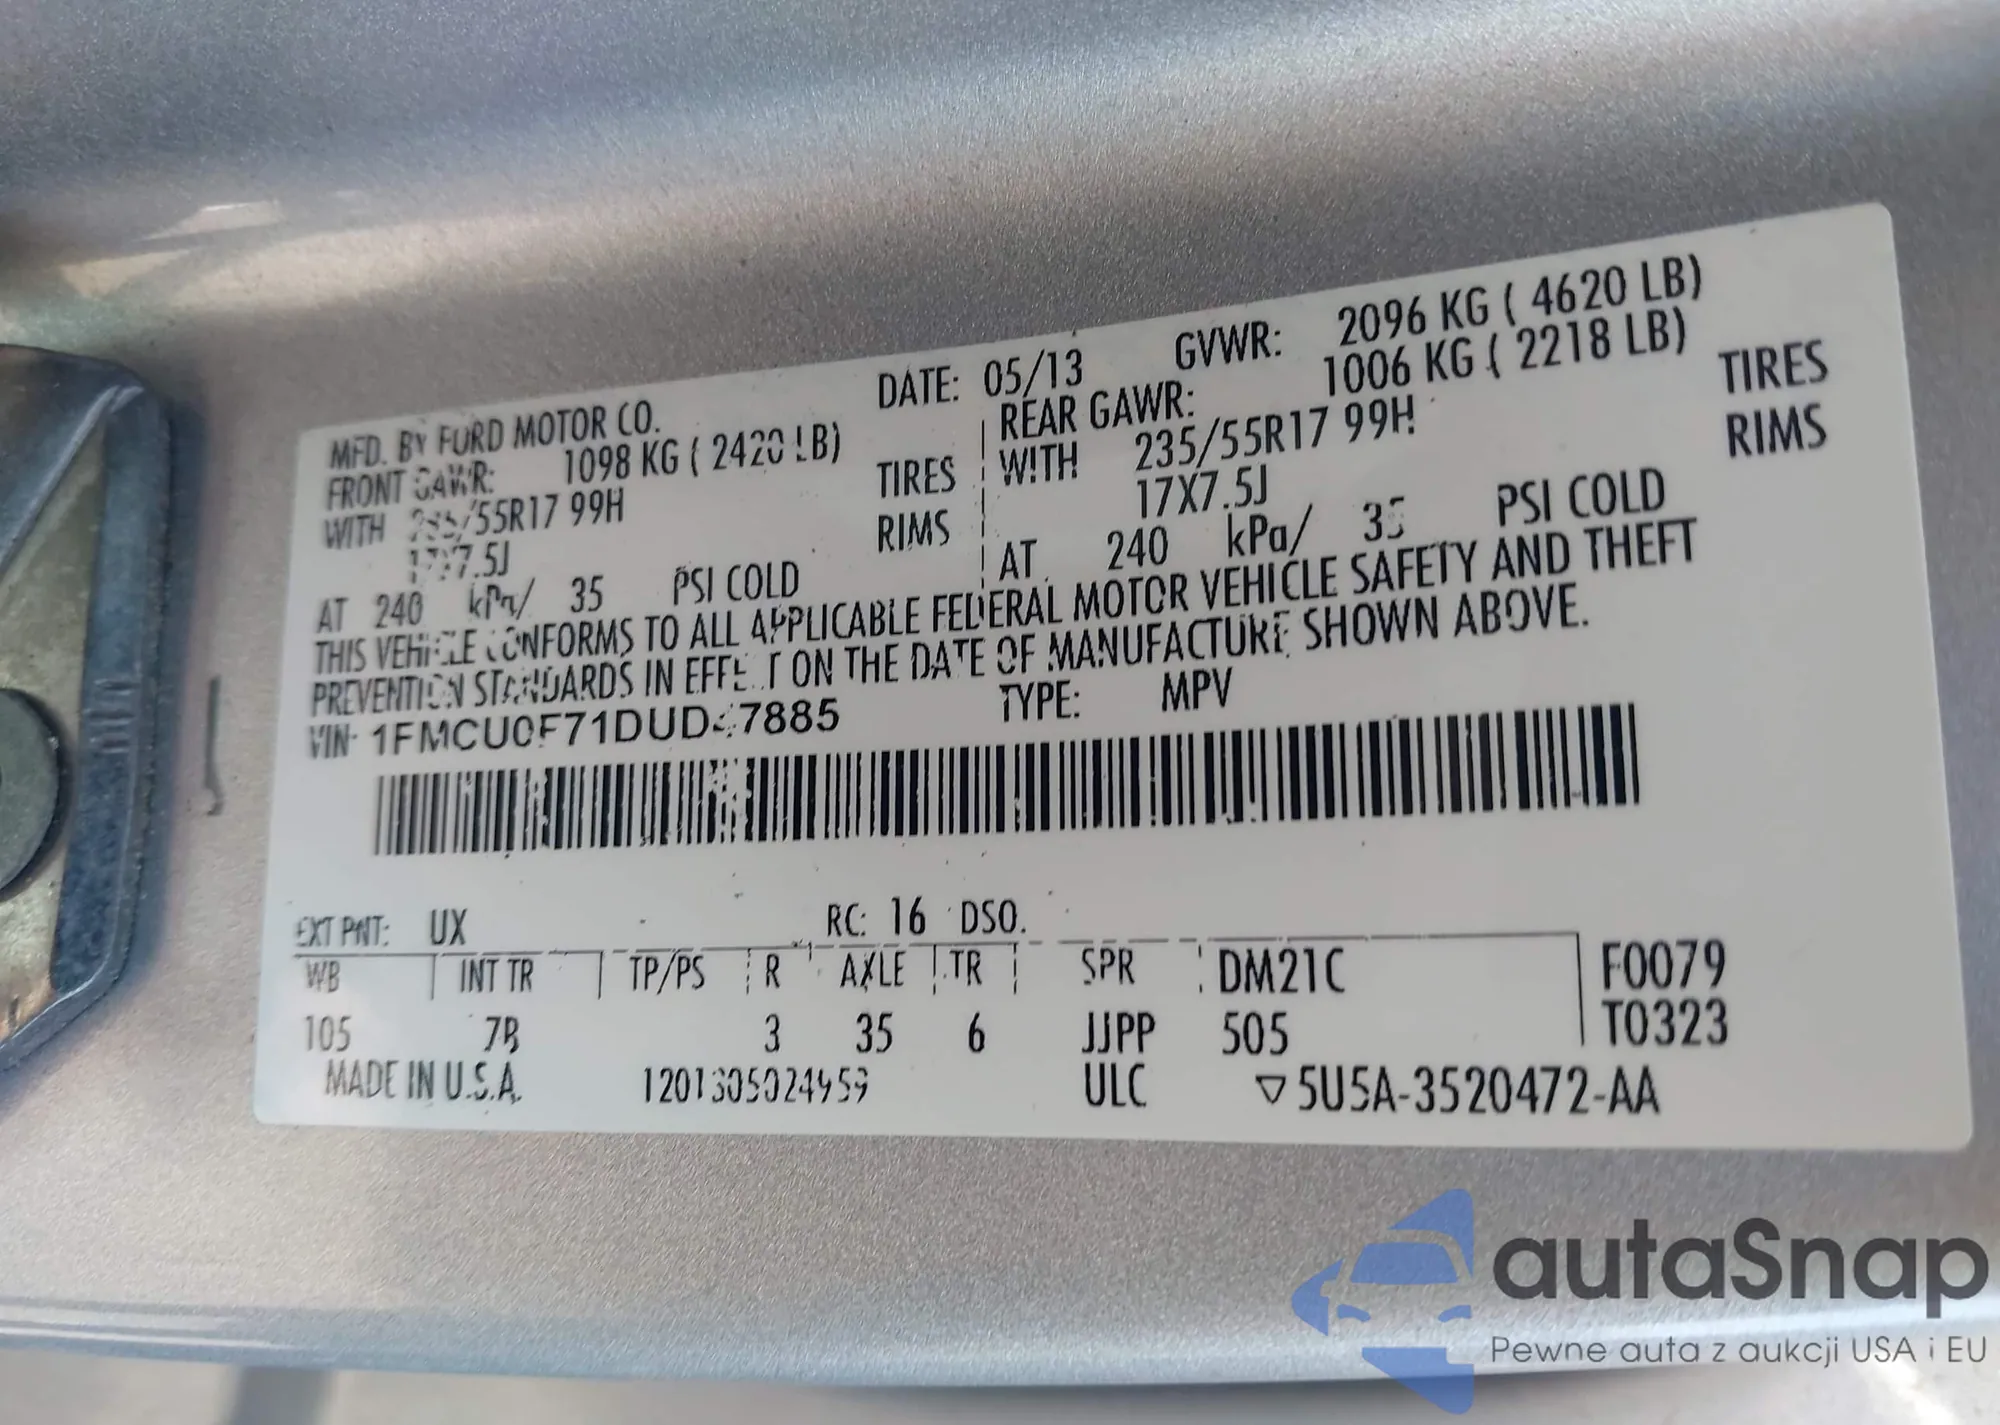 MFD. BY FORD MOTOR CO. DATE: 05/13 GVWR: 2096 KG ( 4620 LB)
FRONT GAWR: 1098 KG ( 2420 LB) REAR GAWR: 1006 KG ( 2218 LB)
WITH 235/55R17 99H TIRES WITH 235/55R17 99H TIRES
17X7.5J RIMS 17X7.5J RIMS
AT 240 kPa/ 35 PSI COLD AT 240 kPa/ 35 PSI COLD
THIS VEHICLE CONFORMS TO ALL APPLICABLE FEDERAL MOTOR VEHICLE SAFETY AND THEFT
PREVENTION STANDARDS IN EFFECT ON THE DATE OF MANUFACTURE SHOWN ABOVE.
VIN: TYPE: MPV
EXT PNT: UX RC: 16 DSO.
WB INT TR TP/PS R AXLE TR SPR DM21C F0079
105 7B 3 35 6 JJPP 505 T0323
MADE IN U.S.A. ULC ▽5U5A-3520472-AA
autaSnap
Pewne auta z aukcji USA i EU